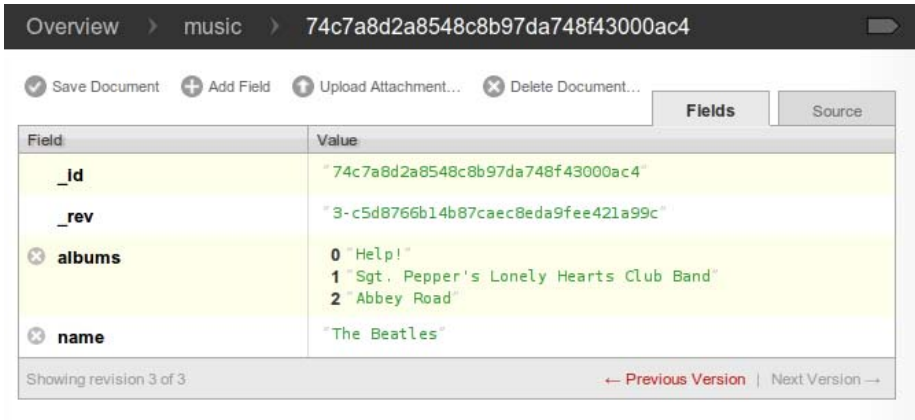 Overview > music > 74c7a8d2a8548c8b97da748f43000ac4
Save Document Add Field Upload Attachment... Delete Document...
Fields Source
Field Value
_id "74c7a8d2a8548c8b97da748f43000ac4"
_rev "3-c5d8766b14b87caec8eda9fee421a99c"
albums 0 "Help!"
1 "Sgt. Pepper's Lonely Hearts Club Band"
2 "Abbey Road"
name "The Beatles"
Showing revision 3 of 3 ← Previous Version | Next Version →